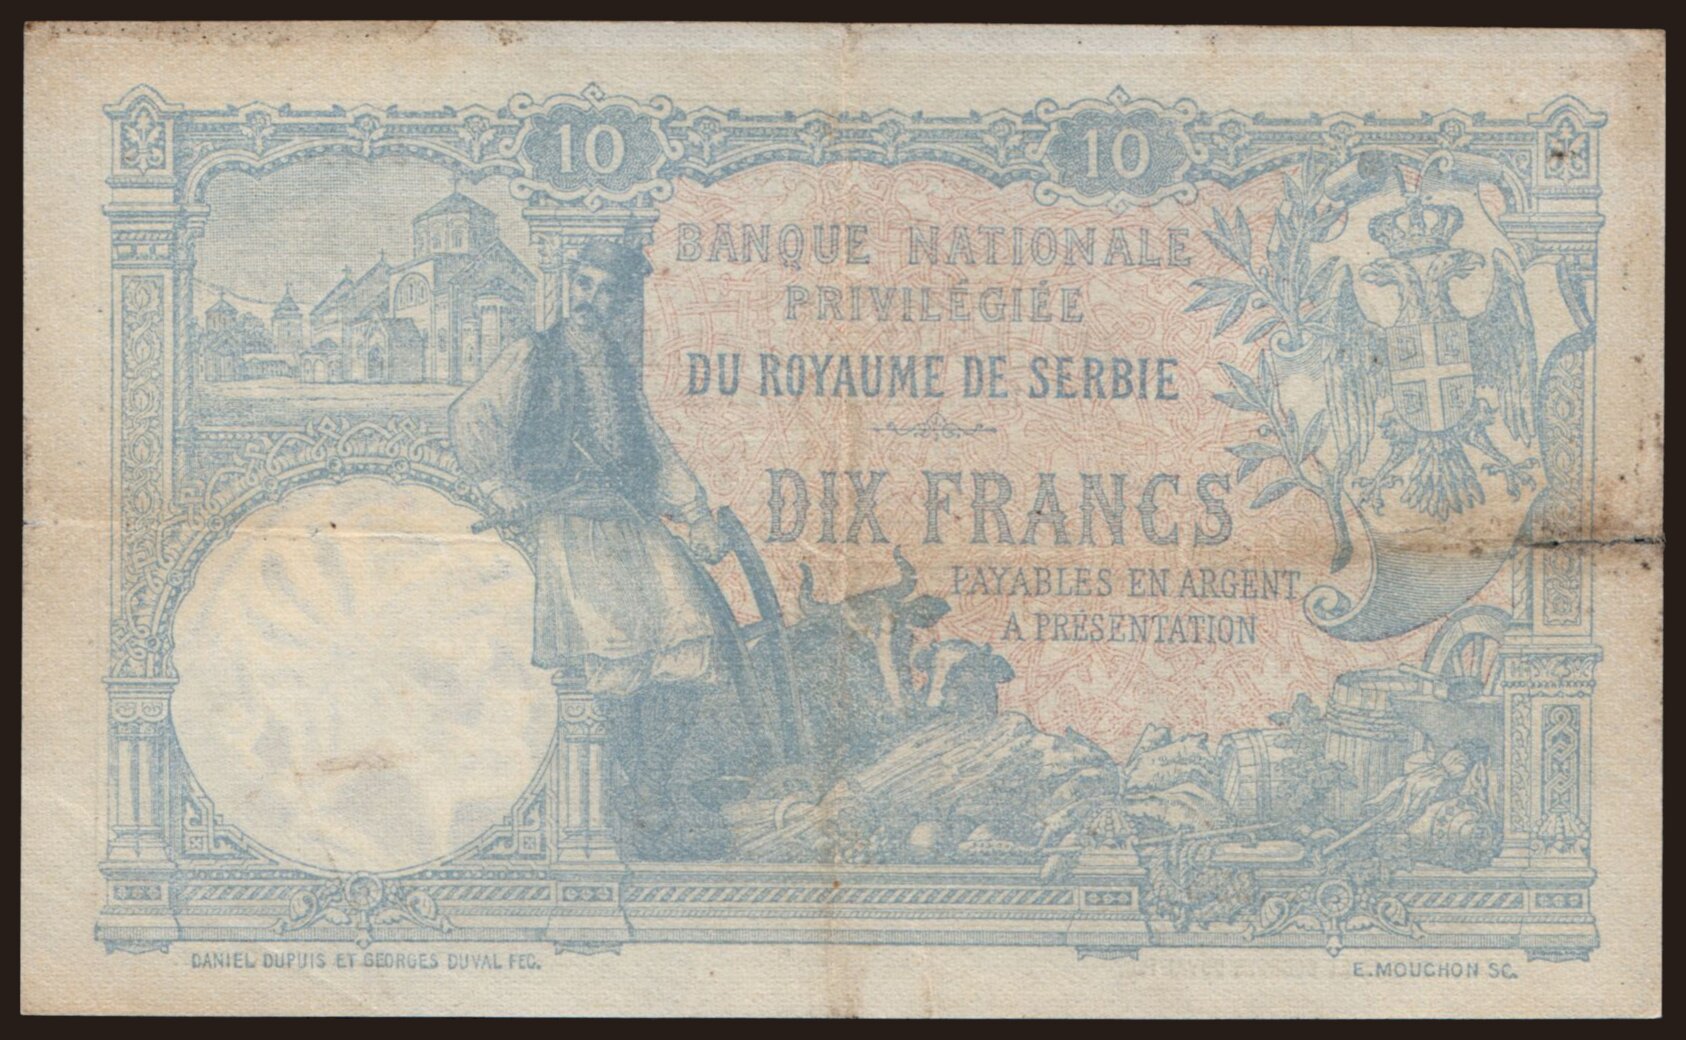 10 10
BANQUE NATIONALE
PRIVILÉGIÉE
DU ROYAUME DE SERBIE
DIX FRANCS
PAYABLES EN ARGENT
A PRÉSENTATION
DANIEL DUPUIS ET GEORGES DUVAL FEC.
E. MOUCHON SC.